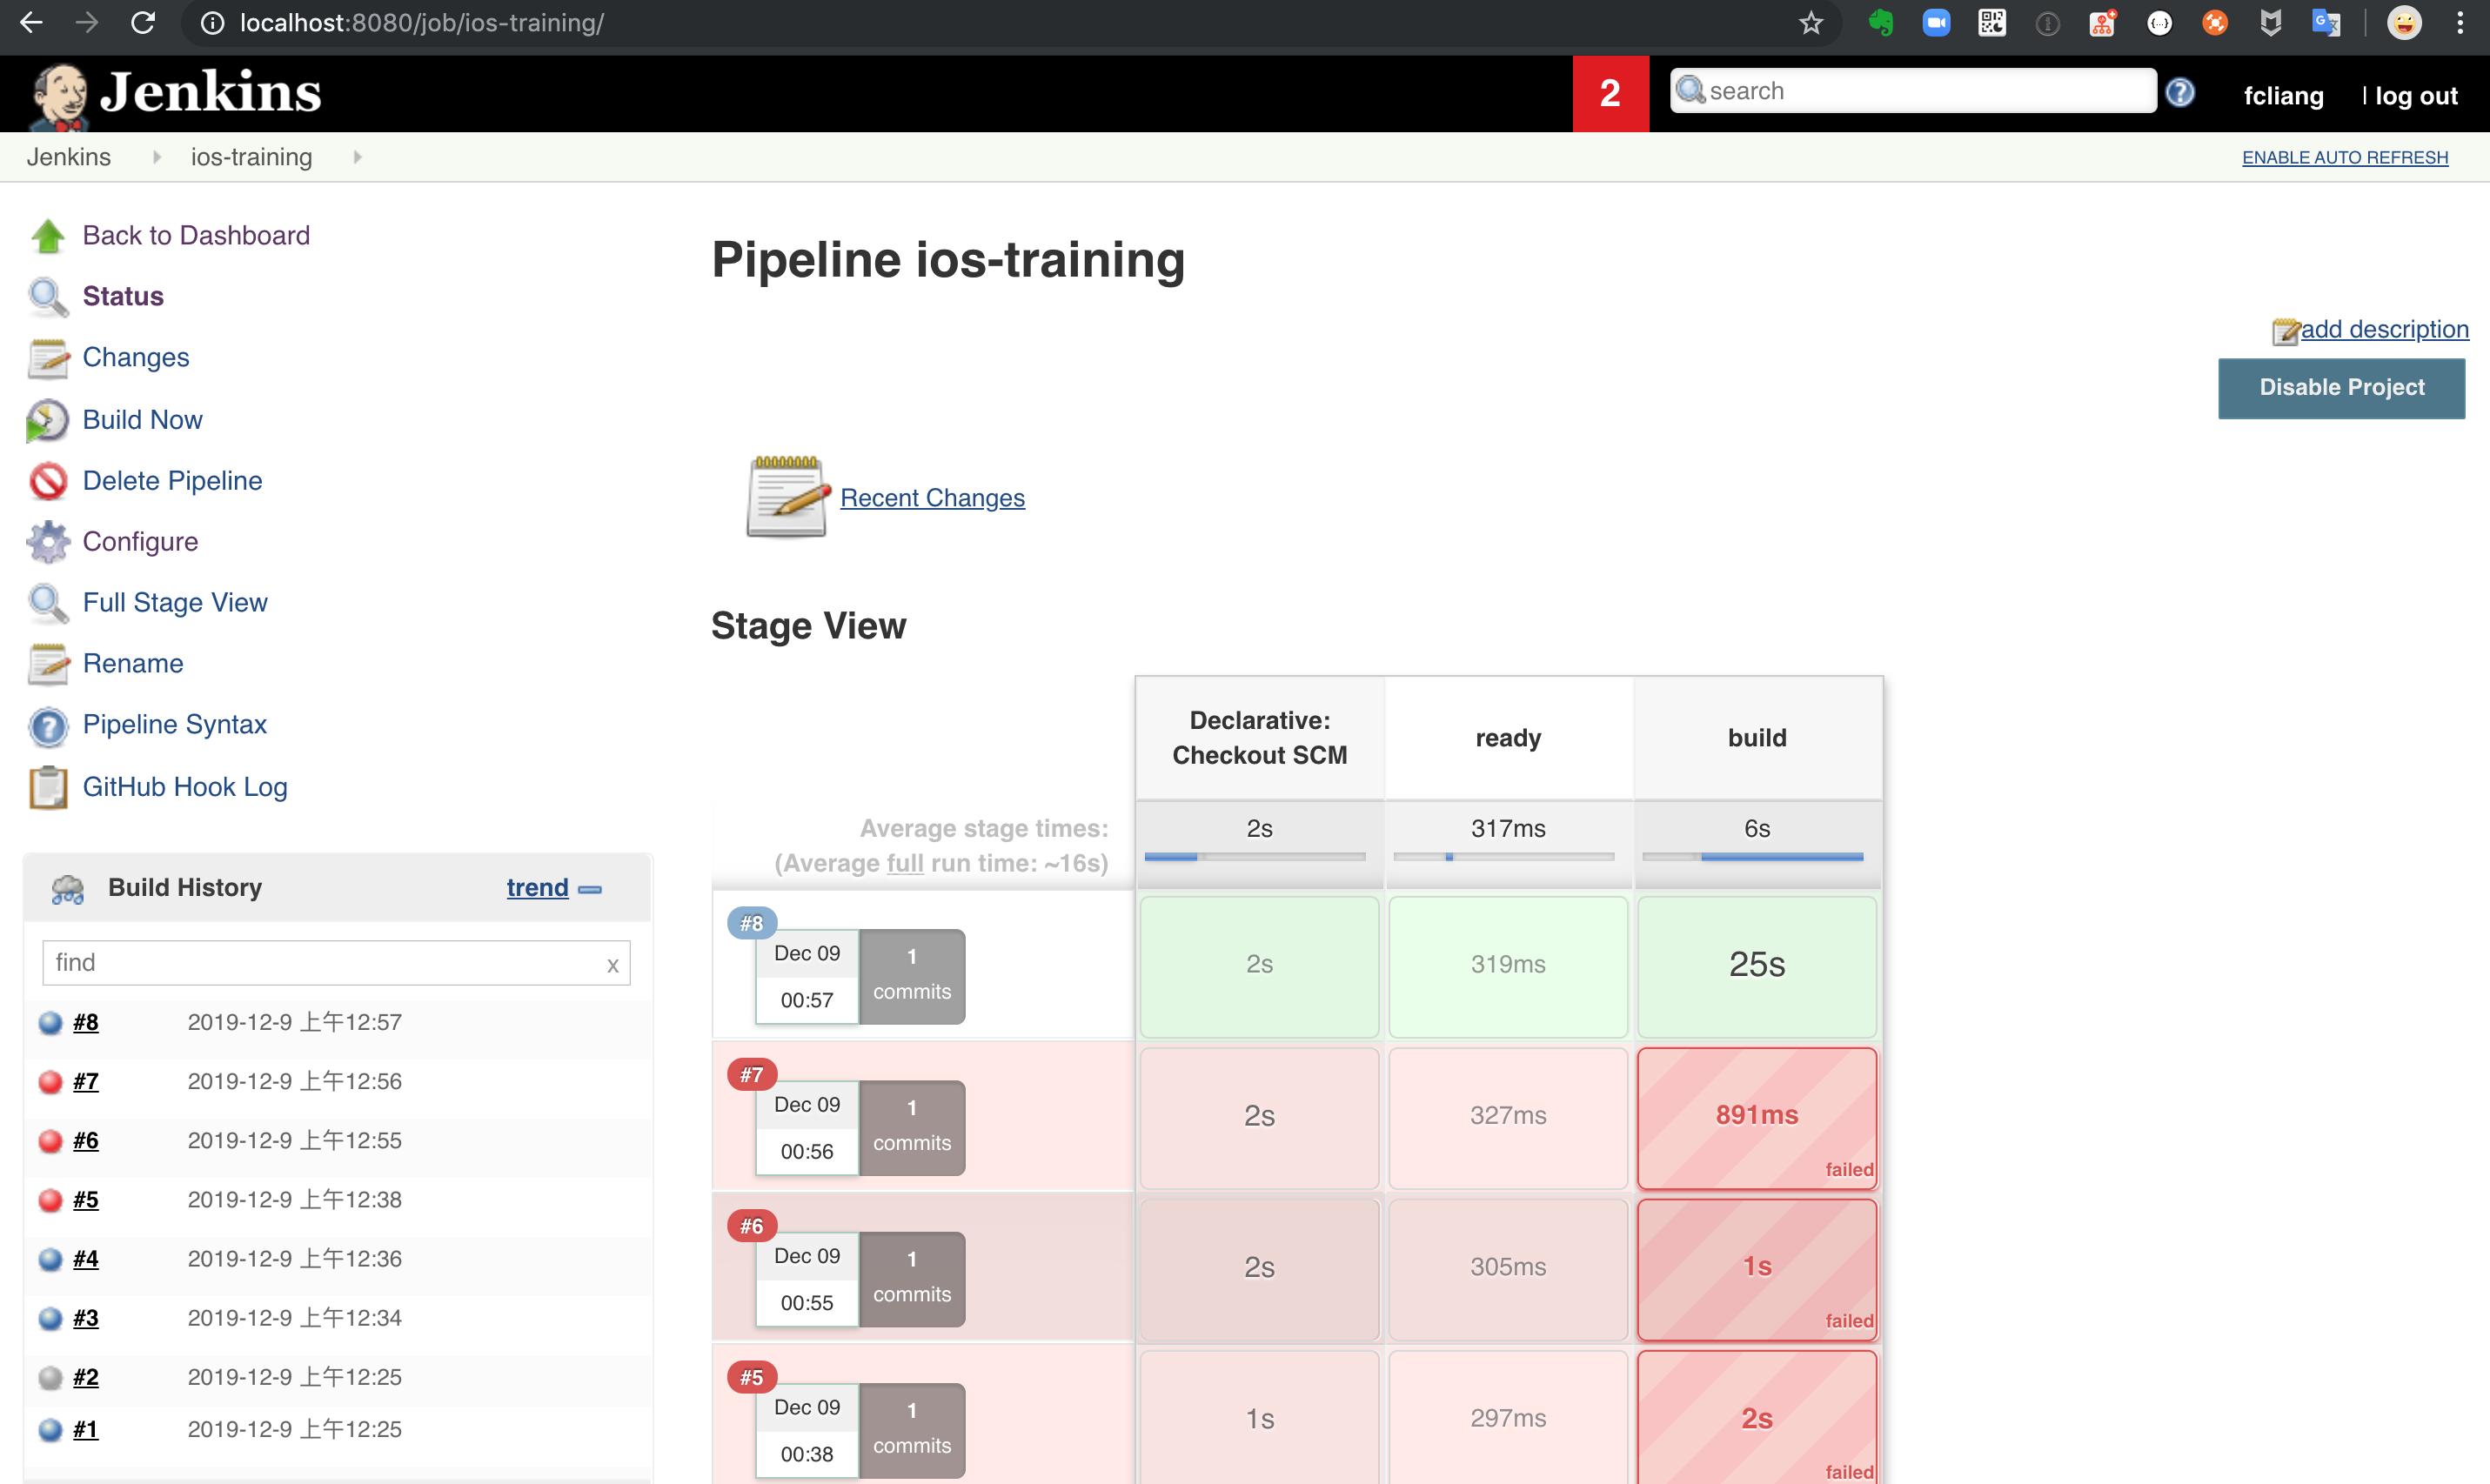 localhost:8080/job/ios-training/
Jenkins
2
search
fcliang
| log out
Jenkins
ios-training
ENABLE AUTO REFRESH
Back to Dashboard
Status
Changes
Build Now
Delete Pipeline
Configure
Full Stage View
Rename
Pipeline Syntax
GitHub Hook Log
Build History
trend
find
x
#8 2019-12-9 上午12:57
#7 2019-12-9 上午12:56
#6 2019-12-9 上午12:55
#5 2019-12-9 上午12:38
#4 2019-12-9 上午12:36
#3 2019-12-9 上午12:34
#2 2019-12-9 上午12:25
#1 2019-12-9 上午12:25
Pipeline ios-training
add description
Disable Project
Recent Changes
Stage View
Declarative:
Checkout SCM
ready
build
Average stage times:
(Average full run time: ~16s)
2s
317ms
6s
#8
Dec 09
00:57
1
commits
2s
319ms
25s
#7
Dec 09
00:56
1
commits
2s
327ms
891ms
failed
#6
Dec 09
00:55
1
commits
2s
305ms
1s
failed
#5
Dec 09
00:38
1
commits
1s
297ms
2s
failed